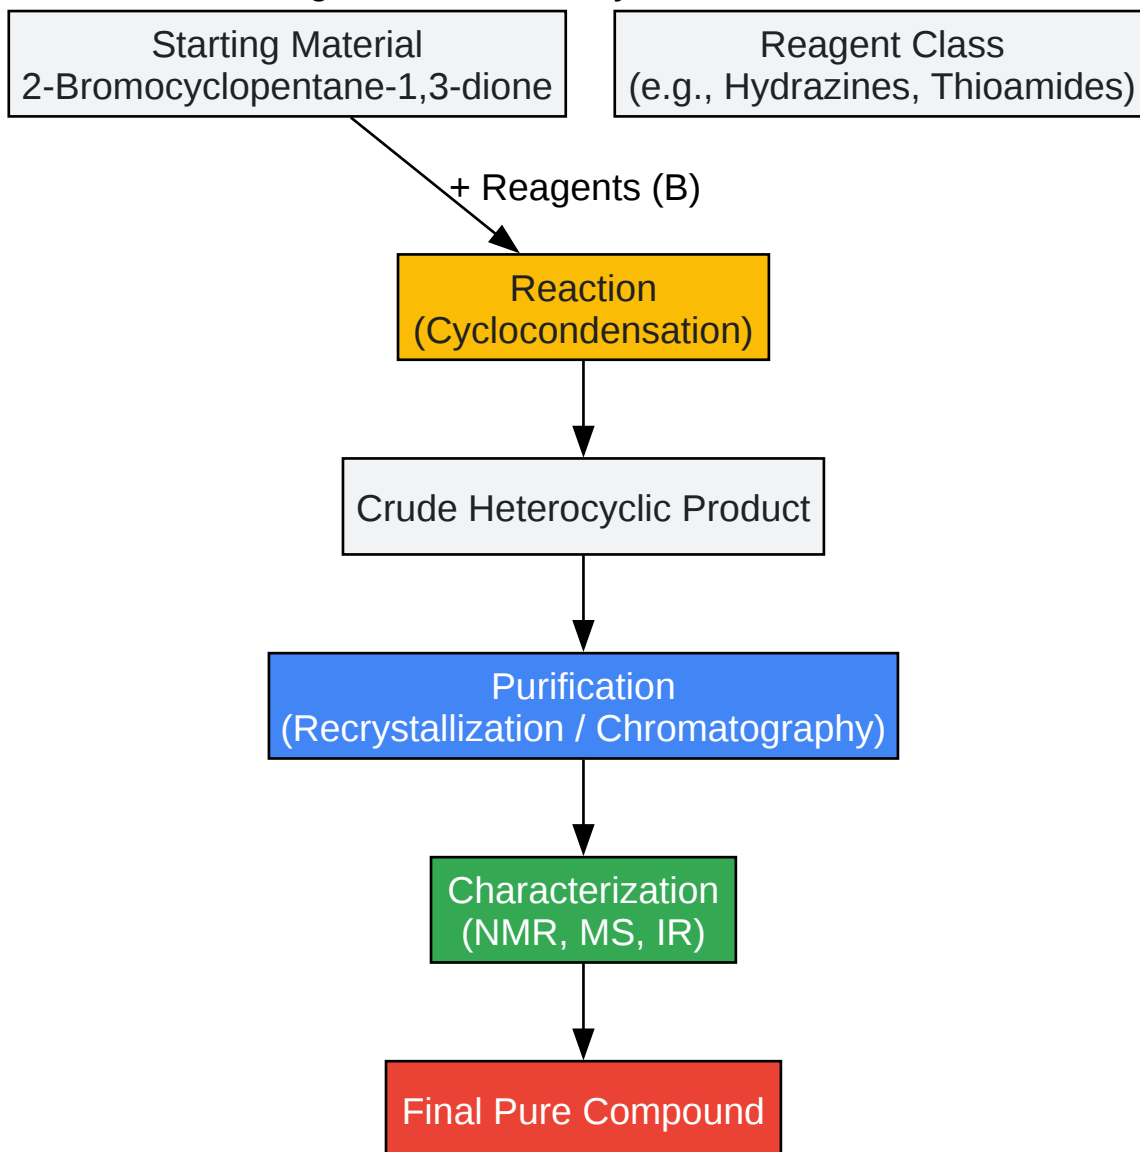 Starting Material
2-Bromocyclopentane-1,3-dione
Reagent Class
(e.g., Hydrazines, Thioamides)
+ Reagents (B)
Reaction
(Cyclocondensation)
Crude Heterocyclic Product
Purification
(Recrystallization / Chromatography)
Characterization
(NMR, MS, IR)
Final Pure Compound